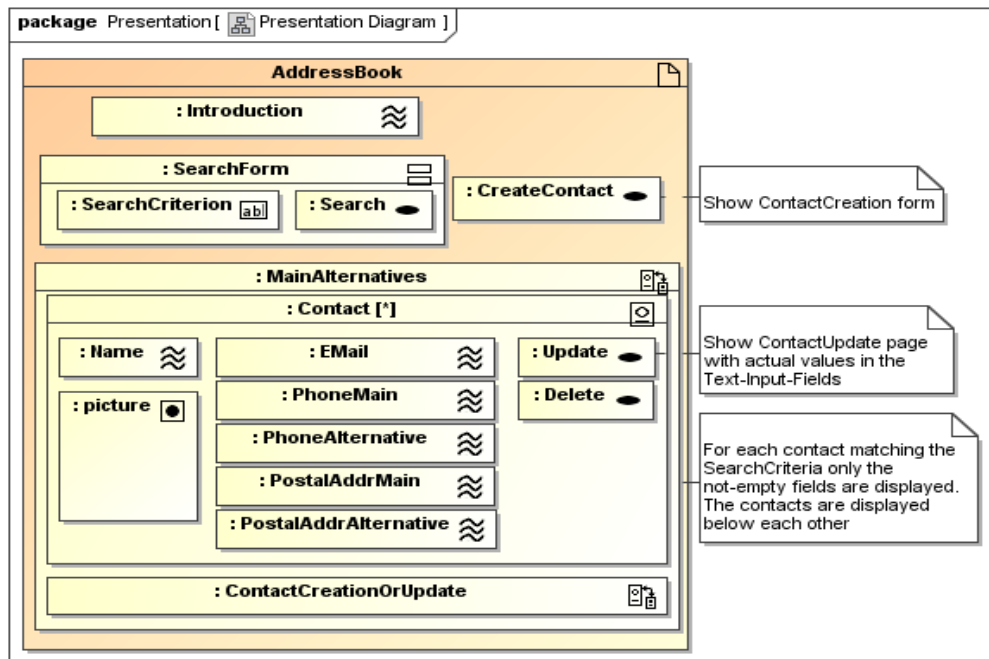 package Presentation [ Presentation Diagram ]
AddressBook
: Introduction
: SearchForm
: SearchCriterion ab|
: Search
: CreateContact
Show ContactCreation form
: MainAlternatives
: Contact [*]
: Name
: EMail
: Update
Show ContactUpdate page
with actual values in the
Text-Input-Fields
: picture
: PhoneMain
: Delete
: PhoneAlternative
: PostalAddrMain
: PostalAddrAlternative
For each contact matching the
SearchCriteria only the
not-empty fields are displayed.
The contacts are displayed
below each other
: ContactCreationOrUpdate